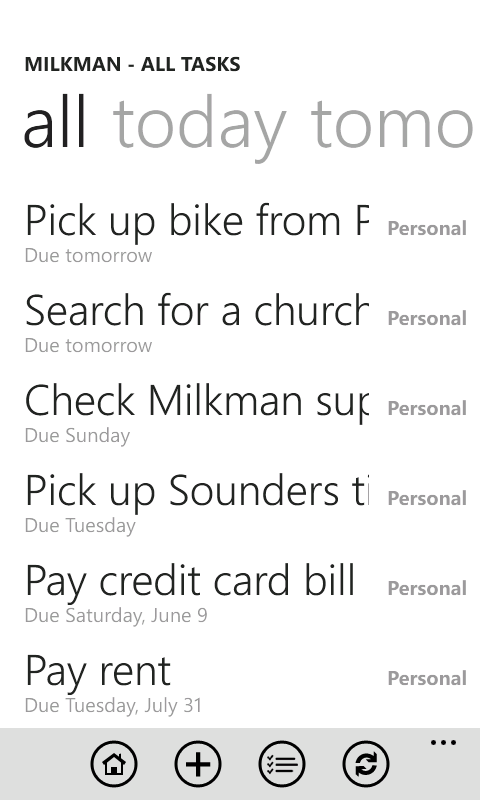 MILKMAN - ALL TASKS
all today tomo
Pick up bike from
Personal
Due tomorrow
Search for a church
Personal
Due tomorrow
Check Milkman sup
Personal
Due Sunday
Pick up Sounders ti
Personal
Due Tuesday
Pay credit card bill
Personal
Due Saturday, June 9
Pay rent
Personal
Due Tuesday, July 31